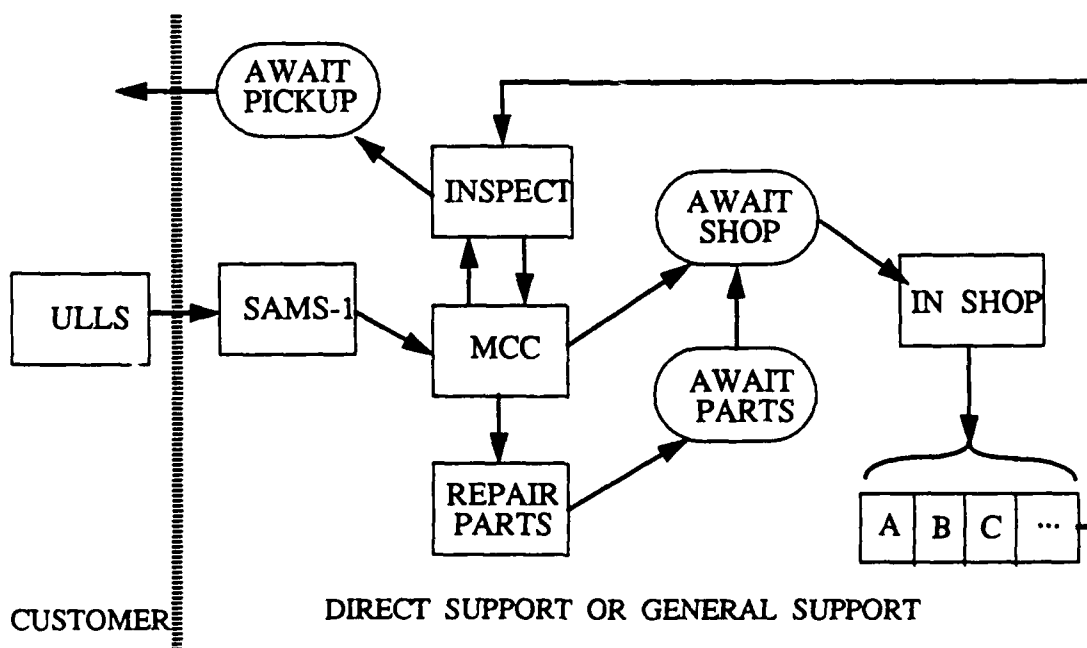 AWAIT
PICKUP
INSPECT
AWAIT
SHOP
ULLS
SAMS-1
MCC
IN SHOP
AWAIT
PARTS
REPAIR
PARTS
A B C ...
CUSTOMER
DIRECT SUPPORT OR GENERAL SUPPORT